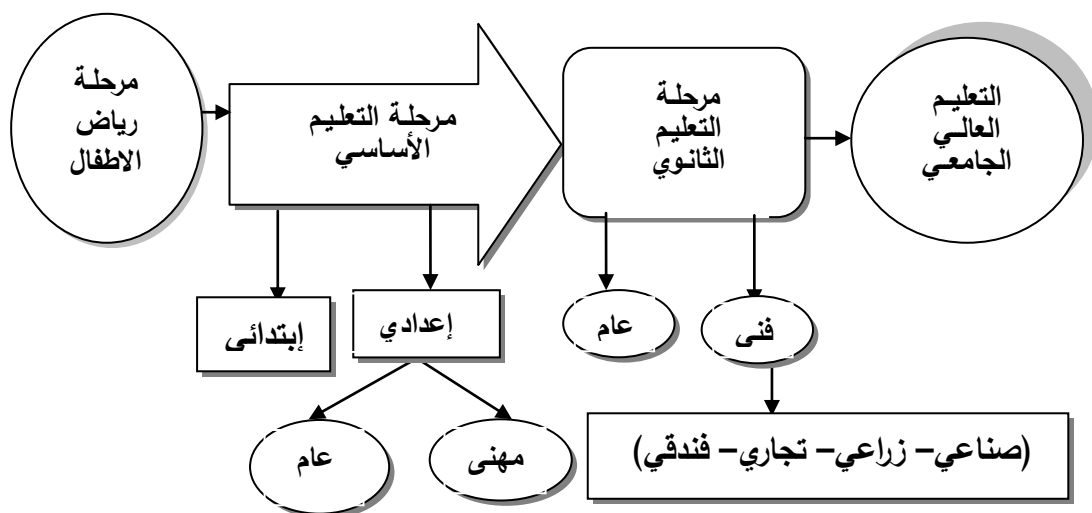 مرحلة
رياض
الاطفال
مرحلة التعليم
الأساسي
مرحلة
التعليم
الثانوي
التعليم
العالي
الجامعي
إبتدائى
إعدادي
عام
فنى
عام
مهنى
(صناعي– زراعي– تجاري– فندقي)